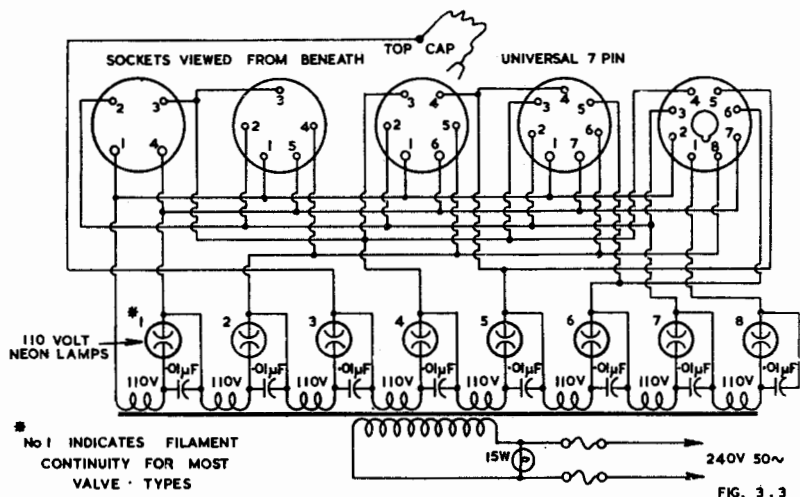 TOP CAP
SOCKETS VIEWED FROM BENEATH
UNIVERSAL 7 PIN
2 3 1 4
3 2 4 1 5
3 4 2 5 1 6
4 3 5 2 6 1 7
4 5 3 6 2 7 1 8
* 1 2 3 4 5 6 7 8
110 VOLT
NEON LAMPS
·01µF ·01µF ·01µF ·01µF ·01µF ·01µF ·01µF ·01µF
110V 110V 110V 110V 110V 110V 110V 110V
* No 1 INDICATES FILAMENT
CONTINUITY FOR MOST
VALVE · TYPES
15W
240V 50~
FIG. 3.3